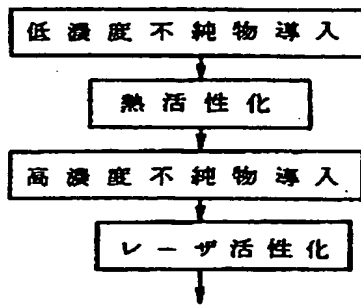 低濃度不純物導入
熱活性化
高濃度不純物導入
レーザ活性化